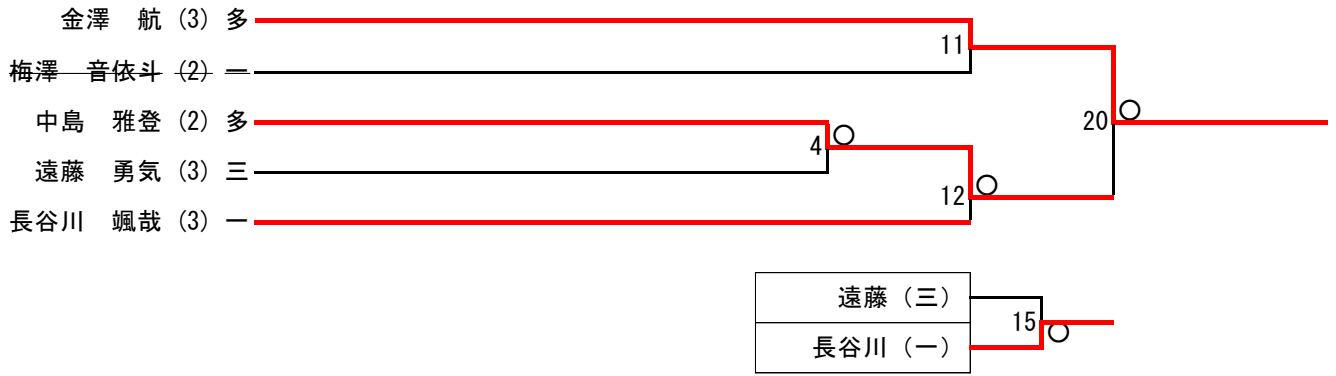 金澤　航 (3) 多
11
梅澤　音依斗 (2) 一
中島　雅登 (2) 多
20
4
遠藤　勇気 (3) 三
12
長谷川　颯哉 (3) 一
遠藤（三）
15
長谷川（一）